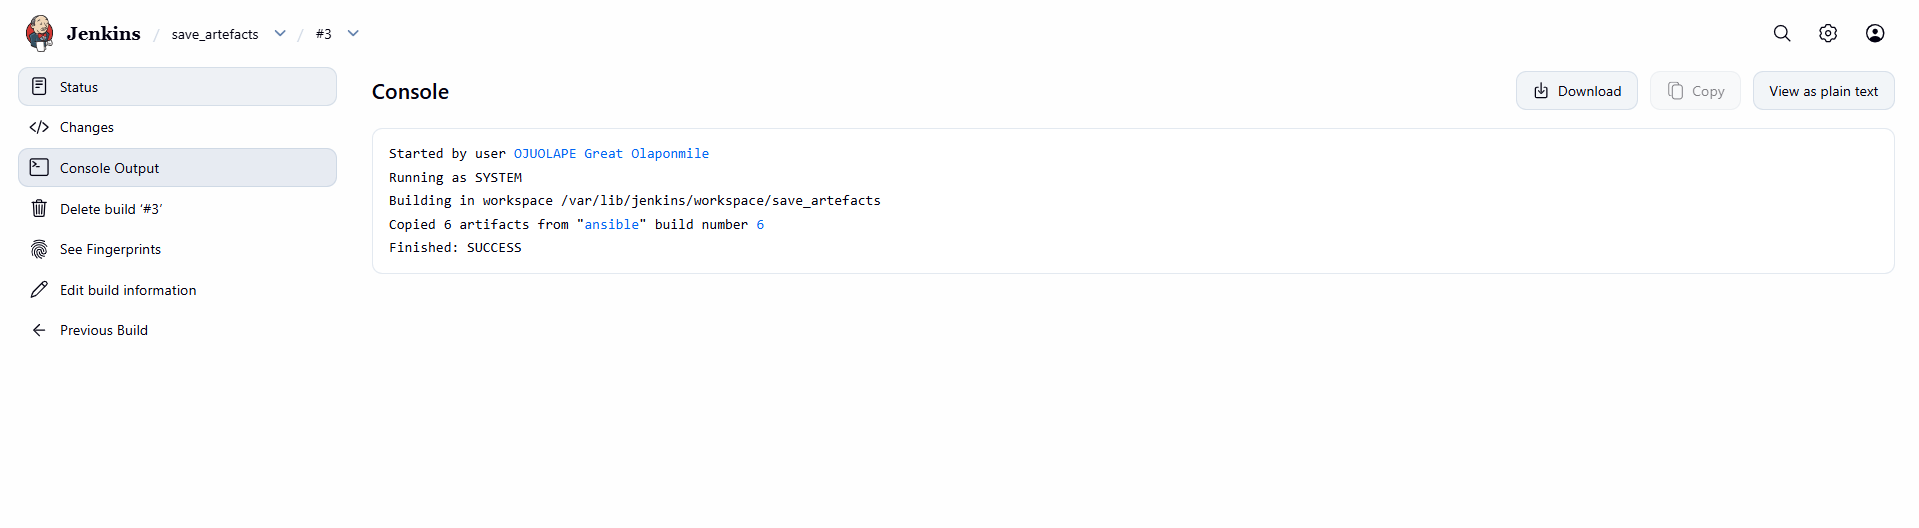 Jenkins / save_artefacts / #3
Status
Changes
Console Output
Delete build ‘#3’
See Fingerprints
Edit build information
Previous Build
Console
Download
Copy
View as plain text
Started by user OJUOLAPE Great Olaponmile
Running as SYSTEM
Building in workspace /var/lib/jenkins/workspace/save_artefacts
Copied 6 artifacts from "ansible" build number 6
Finished: SUCCESS